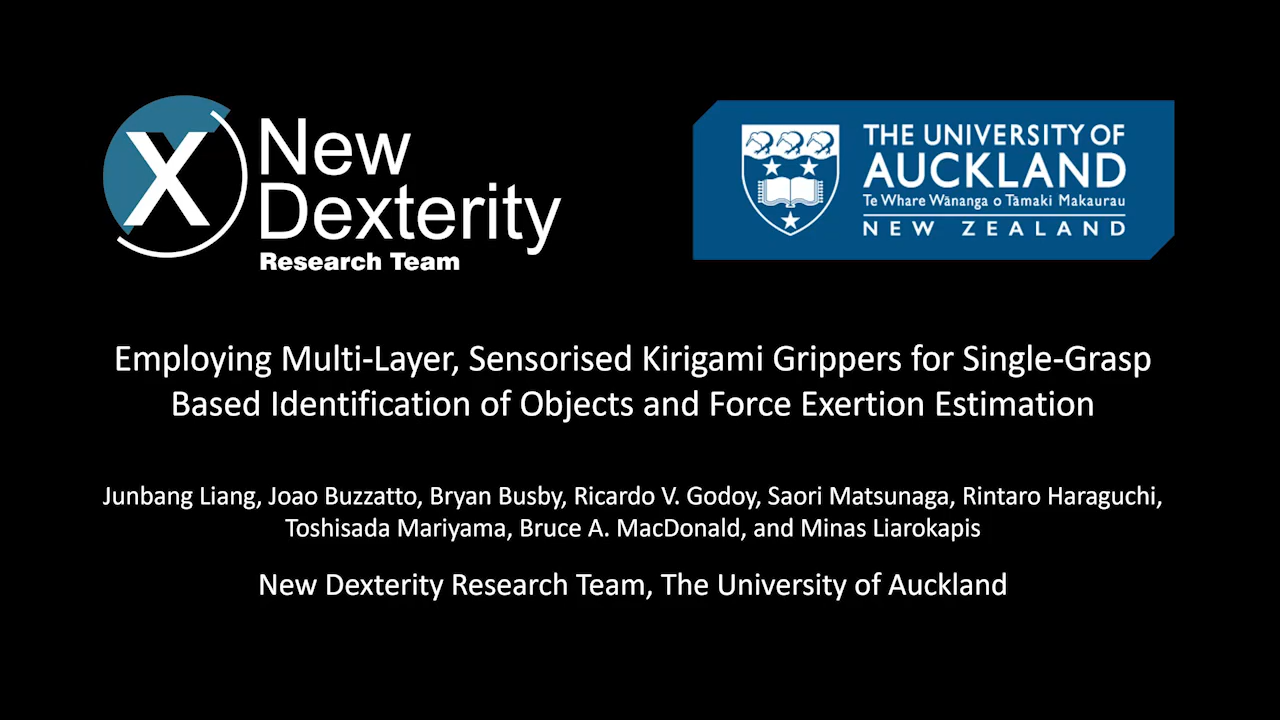 X New
Dexterity
Research Team
THE UNIVERSITY OF
AUCKLAND
Te Whare Wānanga o Tāmaki Makaurau
NEW ZEALAND
Employing Multi-Layer, Sensorised Kirigami Grippers for Single-Grasp
Based Identification of Objects and Force Exertion Estimation
Junbang Liang, Joao Buzzatto, Bryan Busby, Ricardo V. Godoy, Saori Matsunaga, Rintaro Haraguchi,
Toshisada Mariyama, Bruce A. MacDonald, and Minas Liarokapis
New Dexterity Research Team, The University of Auckland